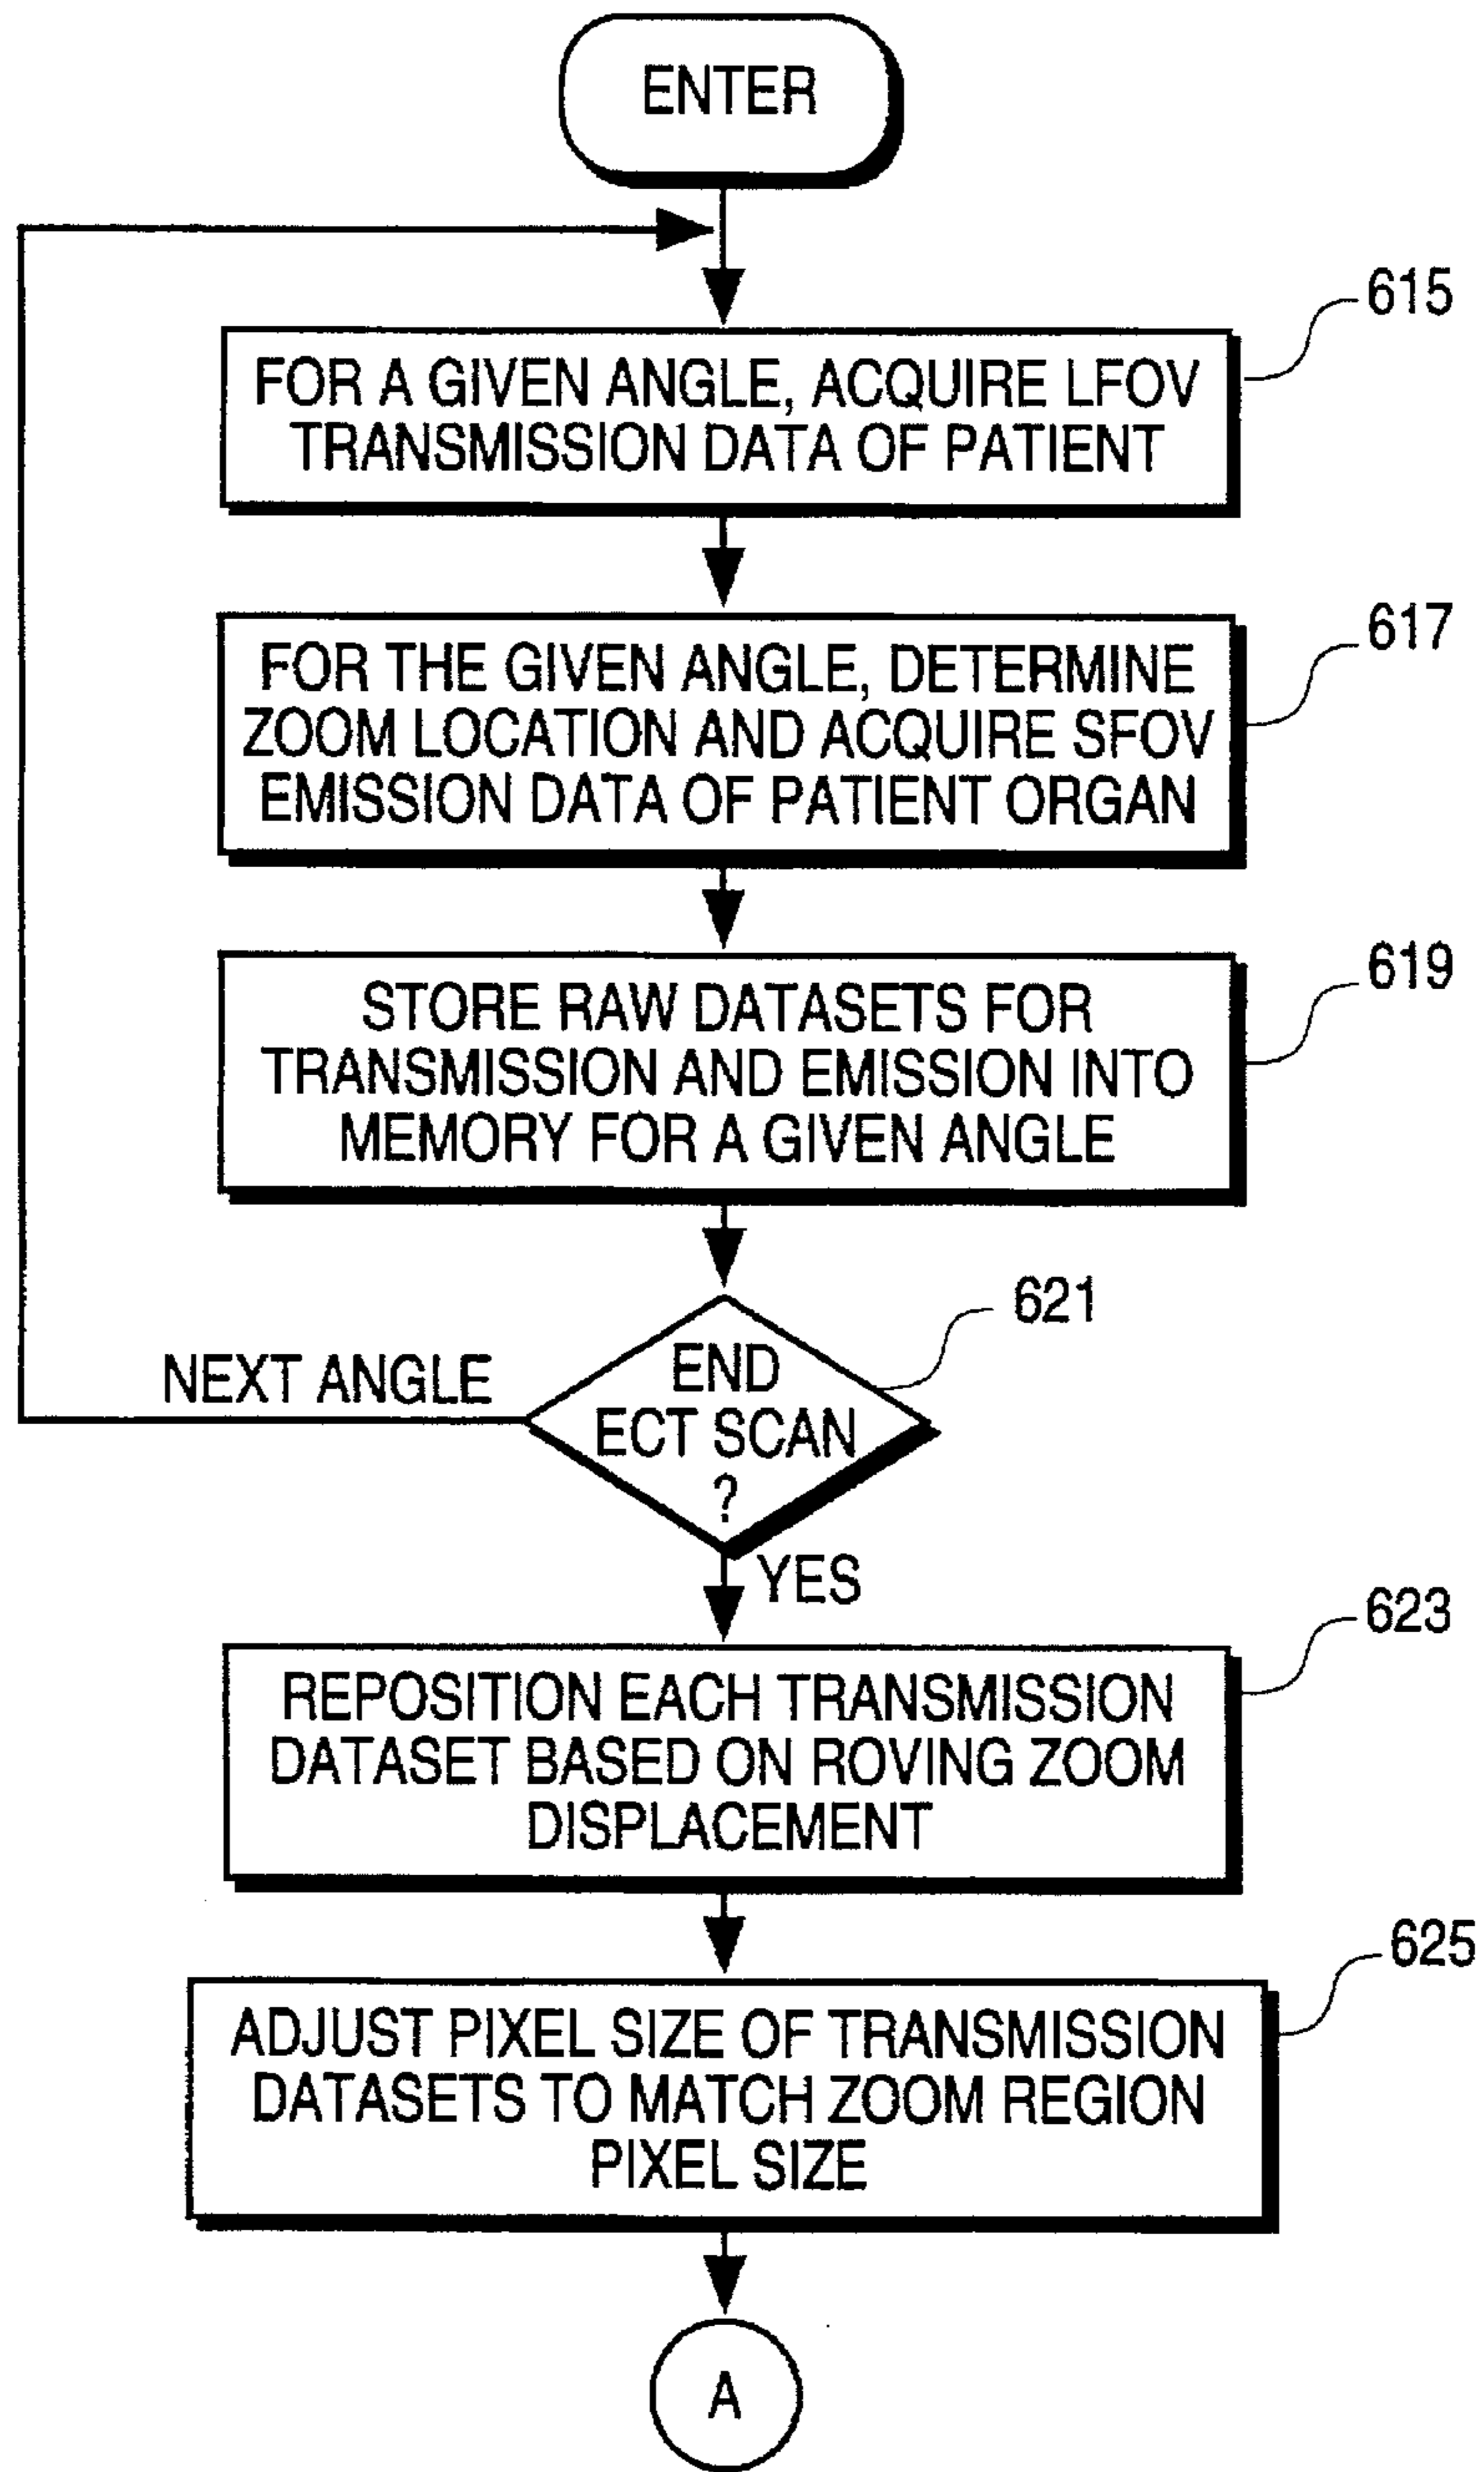 ENTER
615
FOR A GIVEN ANGLE, ACQUIRE LFOV
TRANSMISSION DATA OF PATIENT
617
FOR THE GIVEN ANGLE, DETERMINE
ZOOM LOCATION AND ACQUIRE SFOV
EMISSION DATA OF PATIENT ORGAN
619
STORE RAW DATASETS FOR
TRANSMISSION AND EMISSION INTO
MEMORY FOR A GIVEN ANGLE
621
NEXT ANGLE
END
ECT SCAN
?
YES
623
REPOSITION EACH TRANSMISSION
DATASET BASED ON ROVING ZOOM
DISPLACEMENT
625
ADJUST PIXEL SIZE OF TRANSMISSION
DATASETS TO MATCH ZOOM REGION
PIXEL SIZE
A